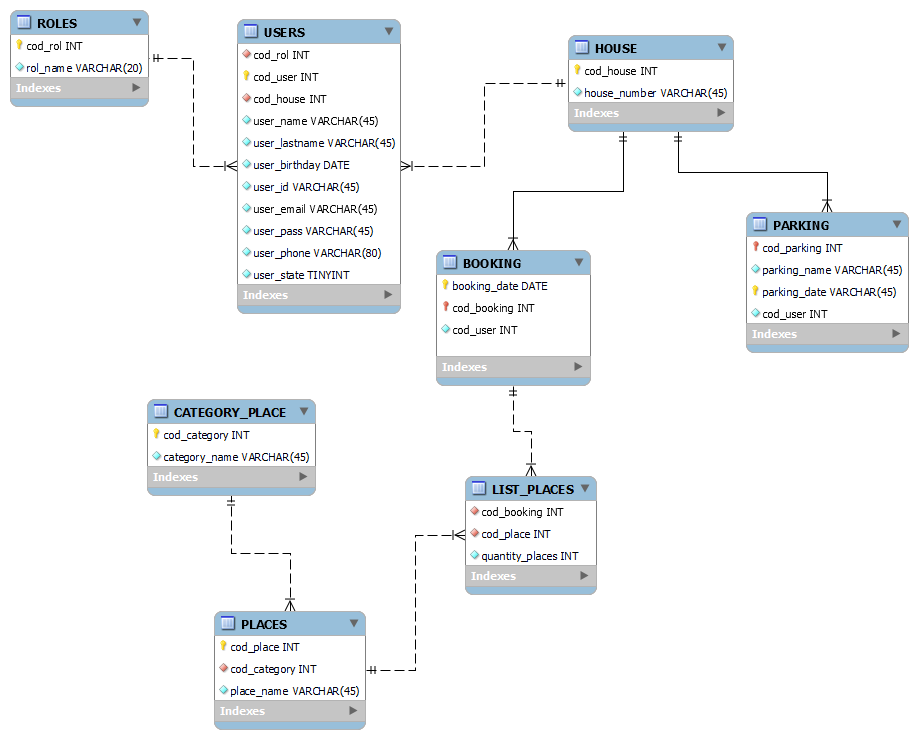 ROLES
cod_rol INT
rol_name VARCHAR(20)
Indexes
USERS
cod_rol INT
cod_user INT
cod_house INT
user_name VARCHAR(45)
user_lastname VARCHAR(45)
user_birthday DATE
user_id VARCHAR(45)
user_email VARCHAR(45)
user_pass VARCHAR(45)
user_phone VARCHAR(80)
user_state TINYINT
Indexes
HOUSE
cod_house INT
house_number VARCHAR(45)
Indexes
PARKING
cod_parking INT
parking_name VARCHAR(45)
parking_date VARCHAR(45)
cod_user INT
Indexes
BOOKING
booking_date DATE
cod_booking INT
cod_user INT
Indexes
CATEGORY_PLACE
cod_category INT
category_name VARCHAR(45)
Indexes
LIST_PLACES
cod_booking INT
cod_place INT
quantity_places INT
Indexes
PLACES
cod_place INT
cod_category INT
place_name VARCHAR(45)
Indexes